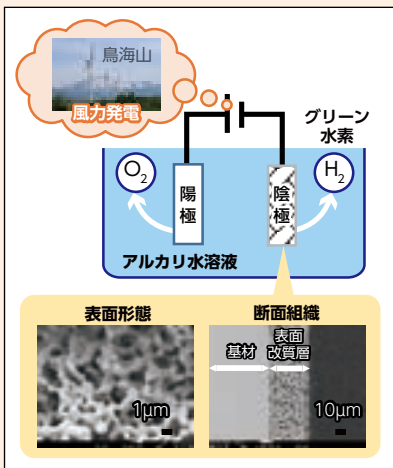 鳥海山
風力発電
グリーン
水素
O2
陽極
陰極
H2
アルカリ水溶液
表面形態
断面組織
基材
表面
改質層
1μm
10μm